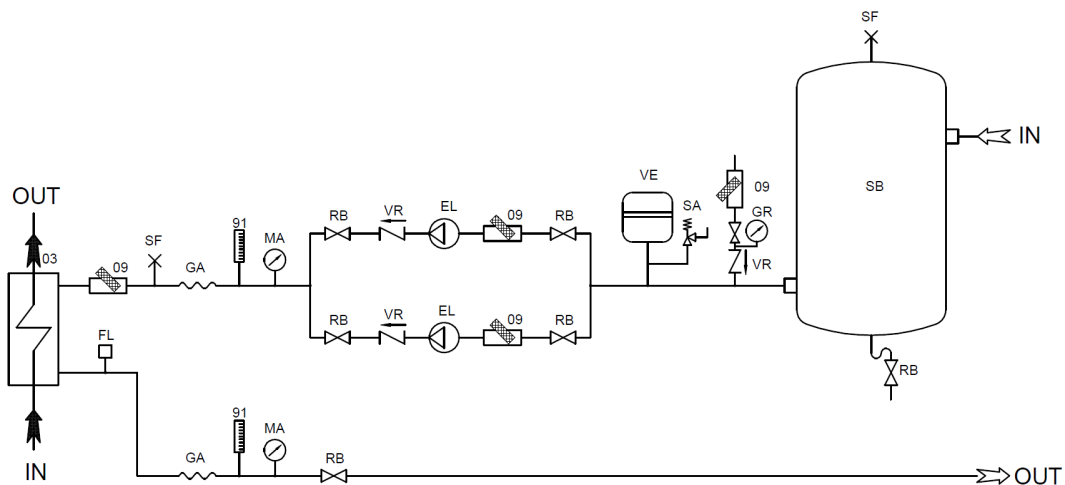 SF
IN
SB
OUT
03
09
SF
GA
91
MA
RB
VR
EL
09
RB
VE
SA
09
GR
VR
RB
VR
EL
09
RB
FL
RB
IN
GA
91
MA
RB
OUT